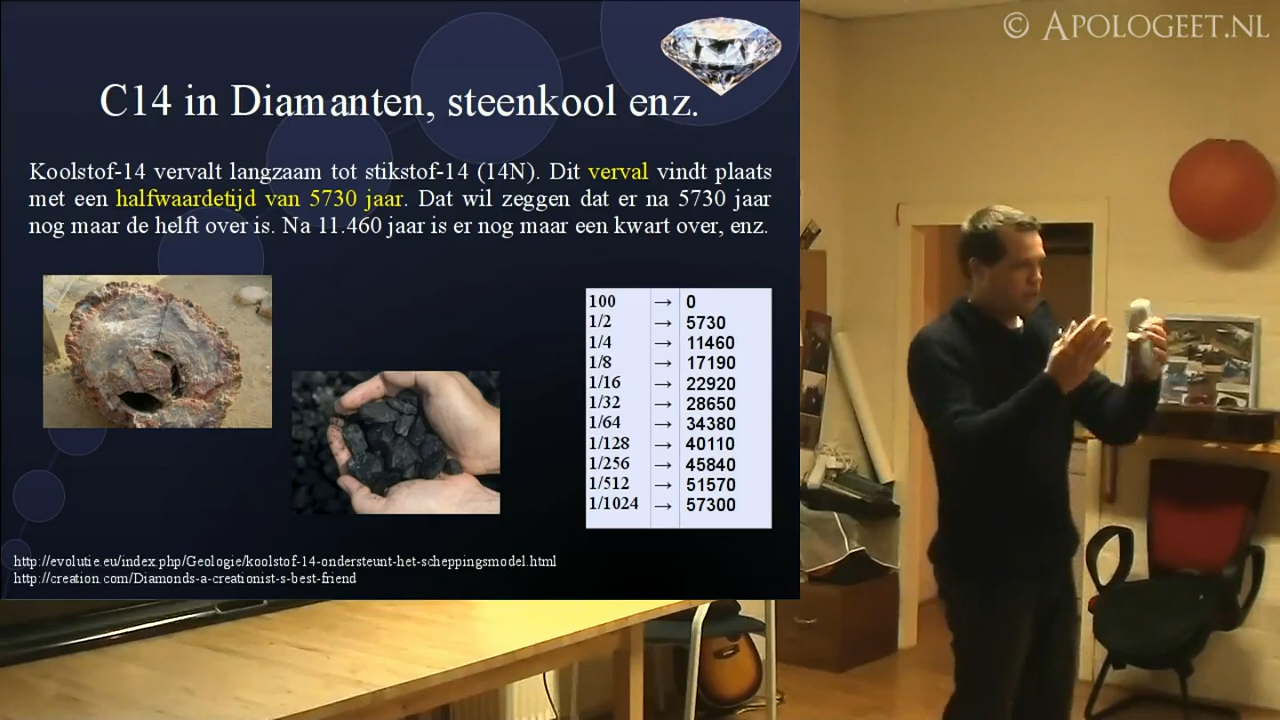 © APOLOGEET.NL
C14 in Diamanten, steenkool enz.
Koolstof-14 vervalt langzaam tot stikstof-14 (14N). Dit verval vindt plaats
met een halfwaardetijd van 5730 jaar. Dat wil zeggen dat er na 5730 jaar
nog maar de helft over is. Na 11.460 jaar is er nog maar een kwart over, enz.
100 → 0
1/2 → 5730
1/4 → 11460
1/8 → 17190
1/16 → 22920
1/32 → 28650
1/64 → 34380
1/128 → 40110
1/256 → 45840
1/512 → 51570
1/1024 → 57300
http://evolutie.eu/index.php/Geologie/koolstof-14-ondersteunt-het-scheppingsmodel.html
http://creation.com/Diamonds-a-creationist-s-best-friend